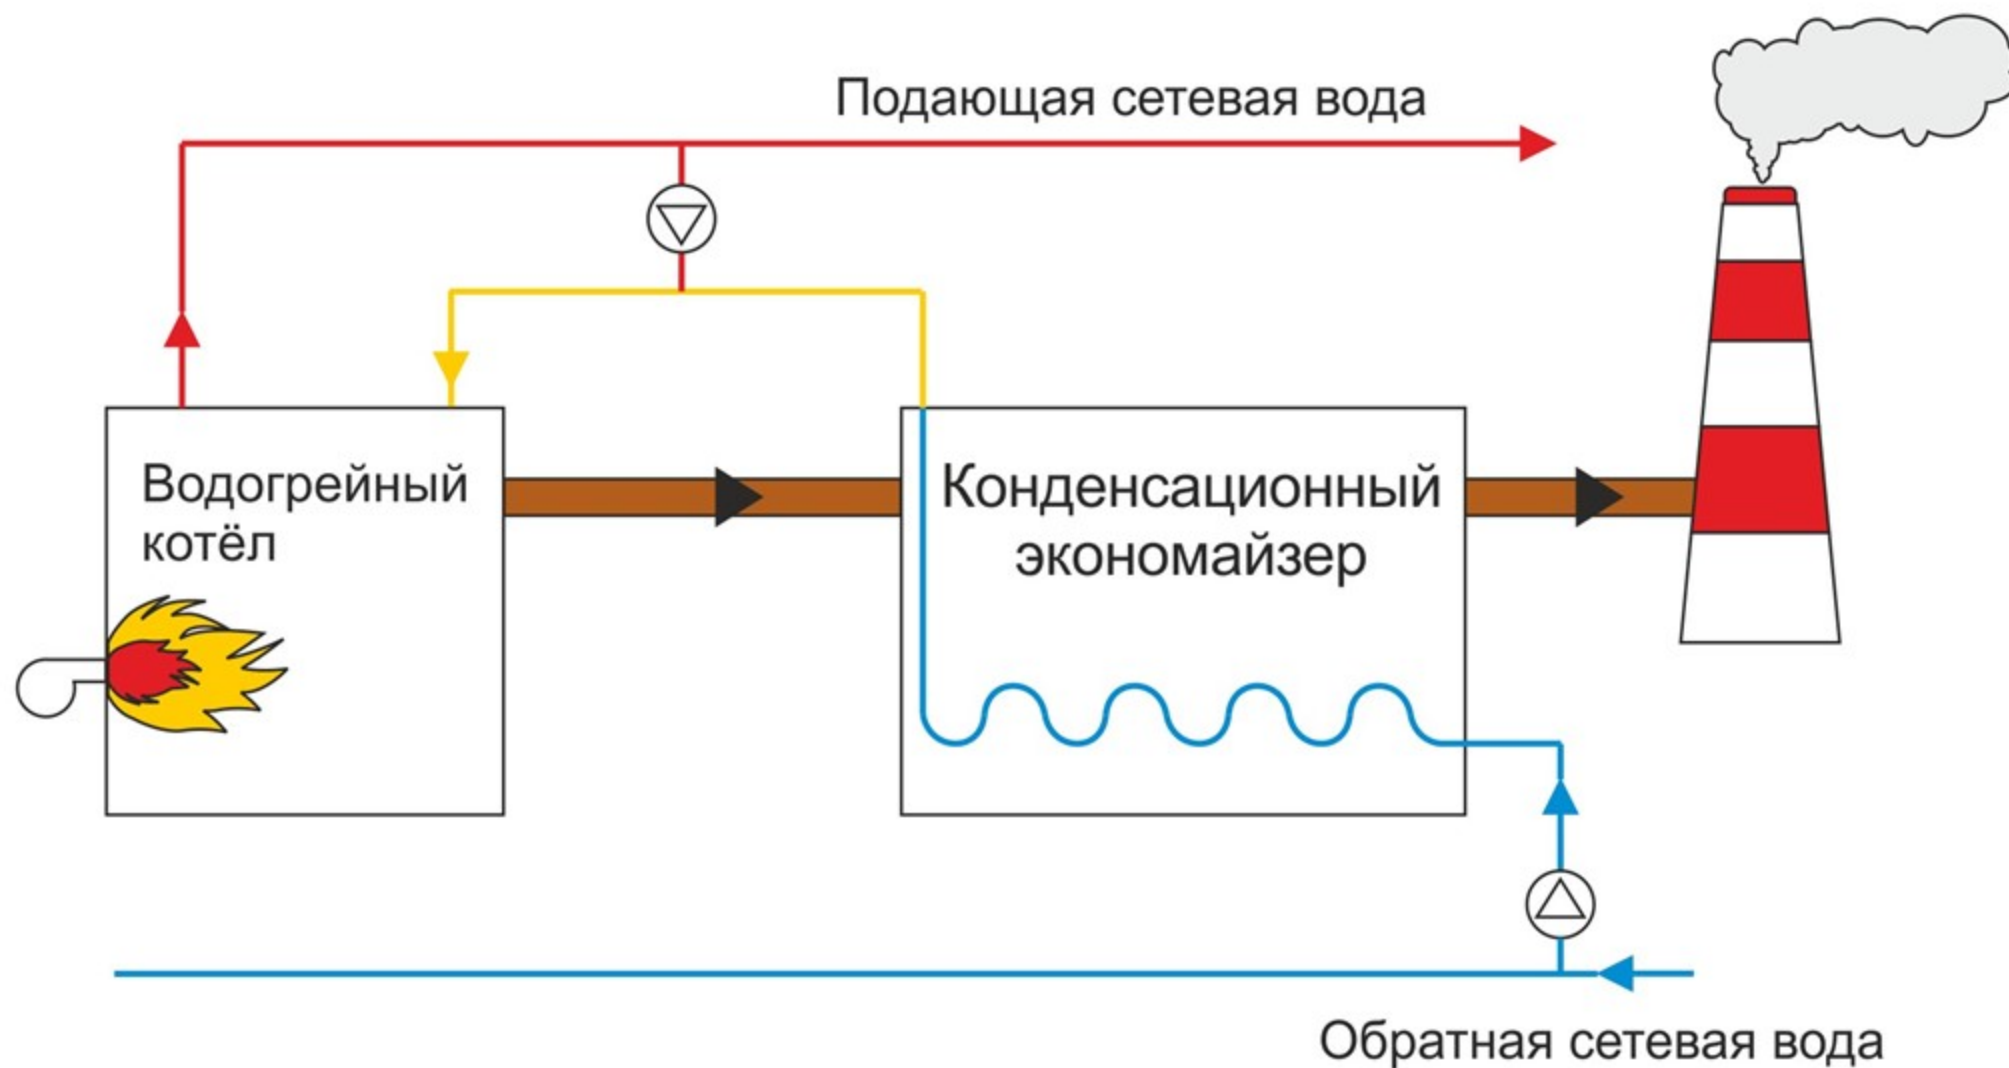 Подающая сетевая вода
Водогрейный
котёл
Конденсационный
экономайзер
Обратная сетевая вода